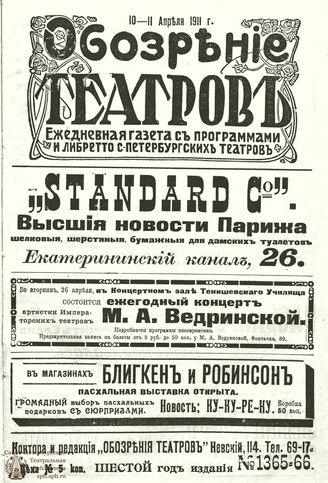 10—11 Апрѣля 1911 г.
Обозрѣніе
ТЕАТРОВЪ
Ежедневная газета съ программами
и либретто С.-Петербургскихъ театровъ
„STANDARD Cº".
Высшія новости Парижа
шелковыя, шерстяныя, бумажныя для дамскихъ туалетовъ
Екатерининскій каналъ, 26.
Во вторникъ, 26 апрѣля, въ Концертномъ залѣ Тенишевскаго Училища
состоится ежегодный концертъ
артистки Императорскихъ театровъ М. А. Ведринской.
Подробности программы своевременно.
Предварительная запись на билеты отъ 5 руб. до 50 коп. у М. А. Ведринской, Фонтанка, 89.
въ магазинахъ БЛИГКЕНЪ и РОБИНСОНЪ
ПАСХАЛЬНАЯ ВЫСТАВКА ОТКРЫТА.
ГРОМАДНЫЙ выборъ пасхальныхъ подарковъ съ сюрпризами. Новость: КУ-КУ-РЕ-КУ. Коробка 50 коп.
Контора и редакція „ОБОЗРѢНІЯ ТЕАТРОВЪ" Невскій, 114. Тел. 69-17.
Цѣна № 5 коп. ШЕСТОЙ годъ изданія № 1365-66.
Театральная